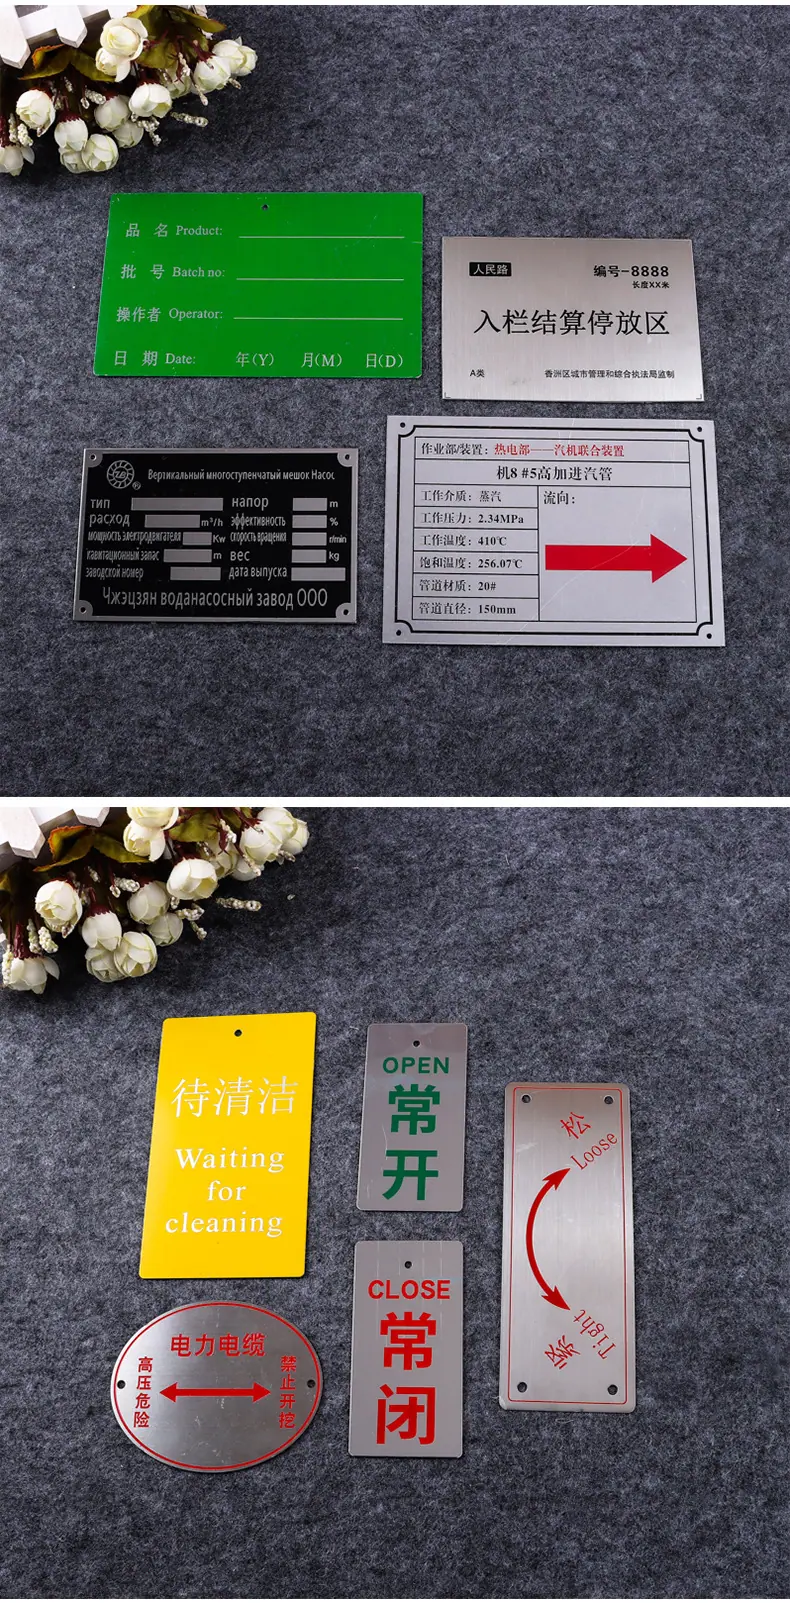 品 名 Product:
批 号 Batch no:
操作者 Operator:
日 期 Date: 年(Y) 月(M) 日(D)
人民路
编号-8888
长度XX米
入栏结算停放区
A类
香洲区城市管理和综合执法局监制
Вертикальный многоступенчатый мешок Насос
ZB
R
тип
напор m
расход m³/h
эффективность %
мощность электродвигателя Kw
скорость вращения r/min
кавитационный запас m
вес kg
заводской номер
дата выпуска
Чжэцзян воданасосный завод ООО
作业部/装置: 热电部——汽机联合装置
机8 #5高加进汽管
工作介质: 蒸汽
流向:
工作压力: 2.34MPa
工作温度: 410℃
饱和温度: 256.07℃
管道材质: 20#
管道直径: 150mm
待清洁
Waiting
for
cleaning
OPEN
常
开
松
Loose
Tight
紧
CLOSE
常
闭
电力电缆
高压危险
禁止开挖